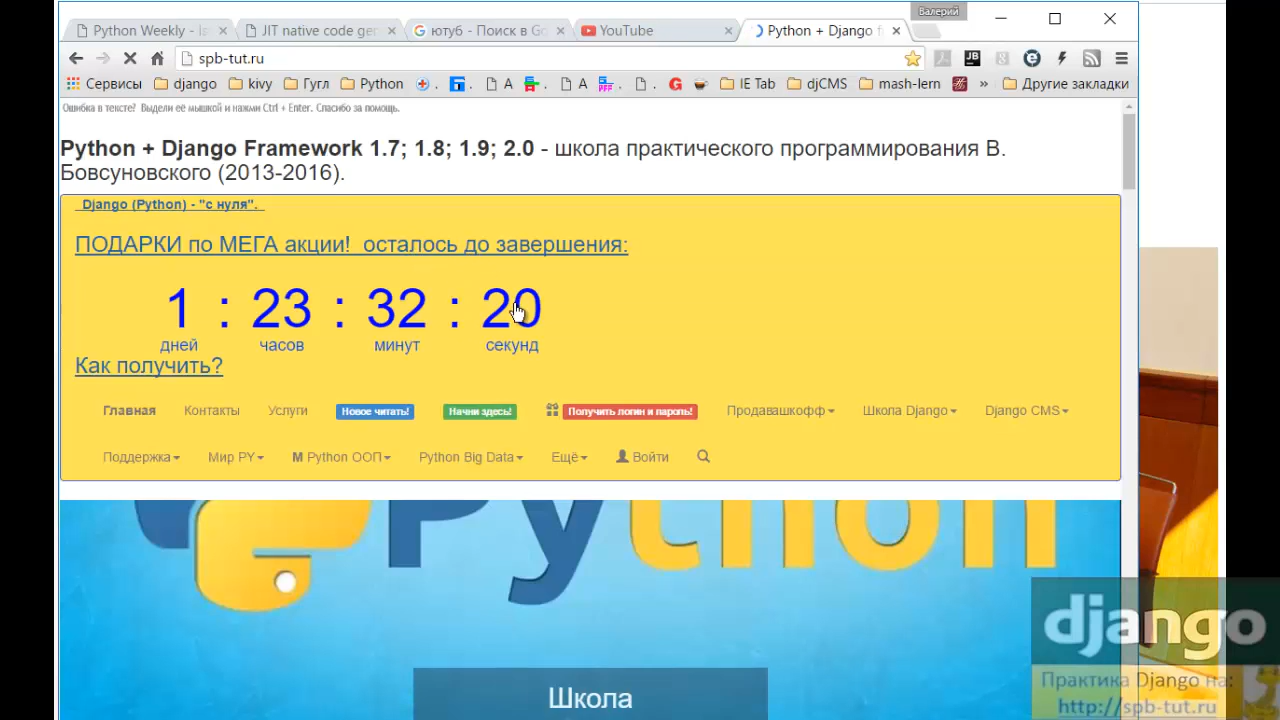 Валерий
Python Weekly - Is
JIT native code gen
ютуб - Поиск в Go
YouTube
Python + Django f
spb-tut.ru
Сервисы django kivy Гугл Python . . A . A . G IE Tab djCMS mash-lern » Другие закладки
Ошибка в тексте? Выдели её мышкой и нажми Ctrl + Enter. Спасибо за помощь.
Python + Django Framework 1.7; 1.8; 1.9; 2.0 - школа практического программирования В.
Бовсуновского (2013-2016).
Django (Python) - "с нуля".
ПОДАРКИ по МЕГА акции! осталось до завершения:
1 : 23 : 32 : 20
дней часов минут секунд
Как получить?
Главная Контакты Услуги Новое читать! Начни здесь! Получить логин и пароль! Продавашкофф Школа Django Django CMS
Поддержка Мир PY M Python ООП Python Big Data Ещё Войти
Python
Школа
django
Практика Django на:
http://spb-tut.ru